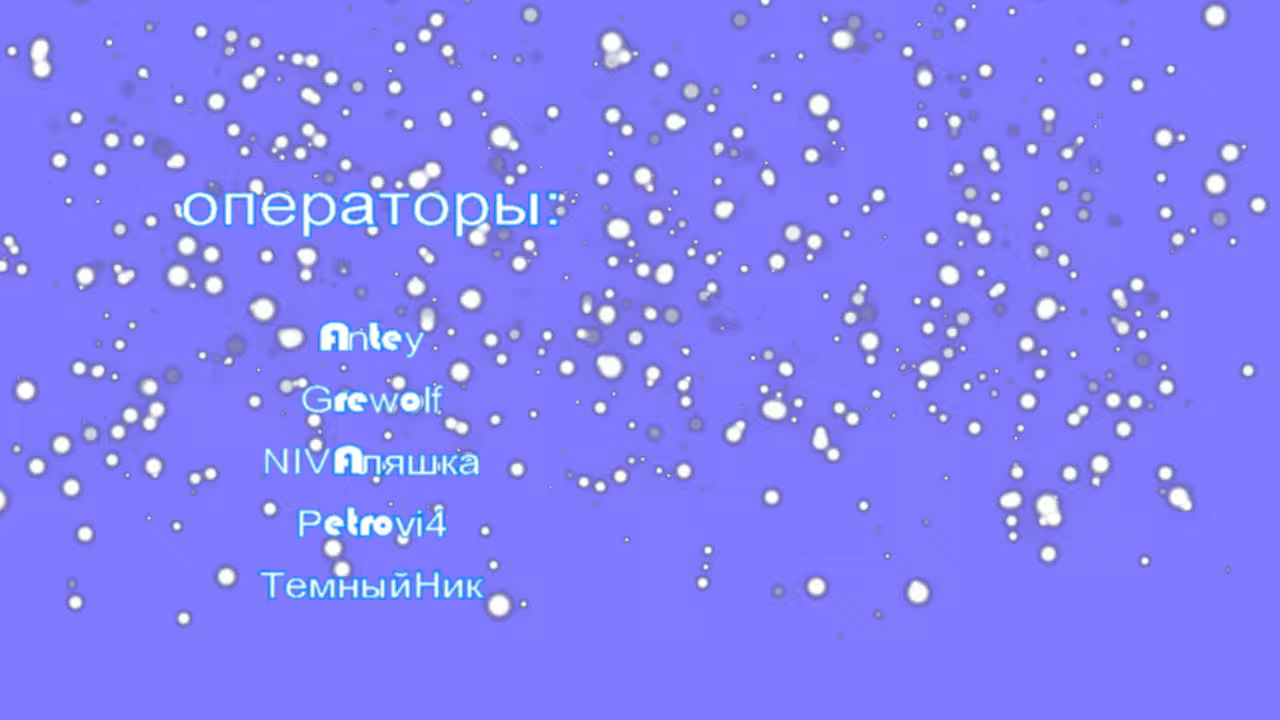 операторы:
Antey
Grewolf
NIVAляшка
Petrovi4
ТемныйНик